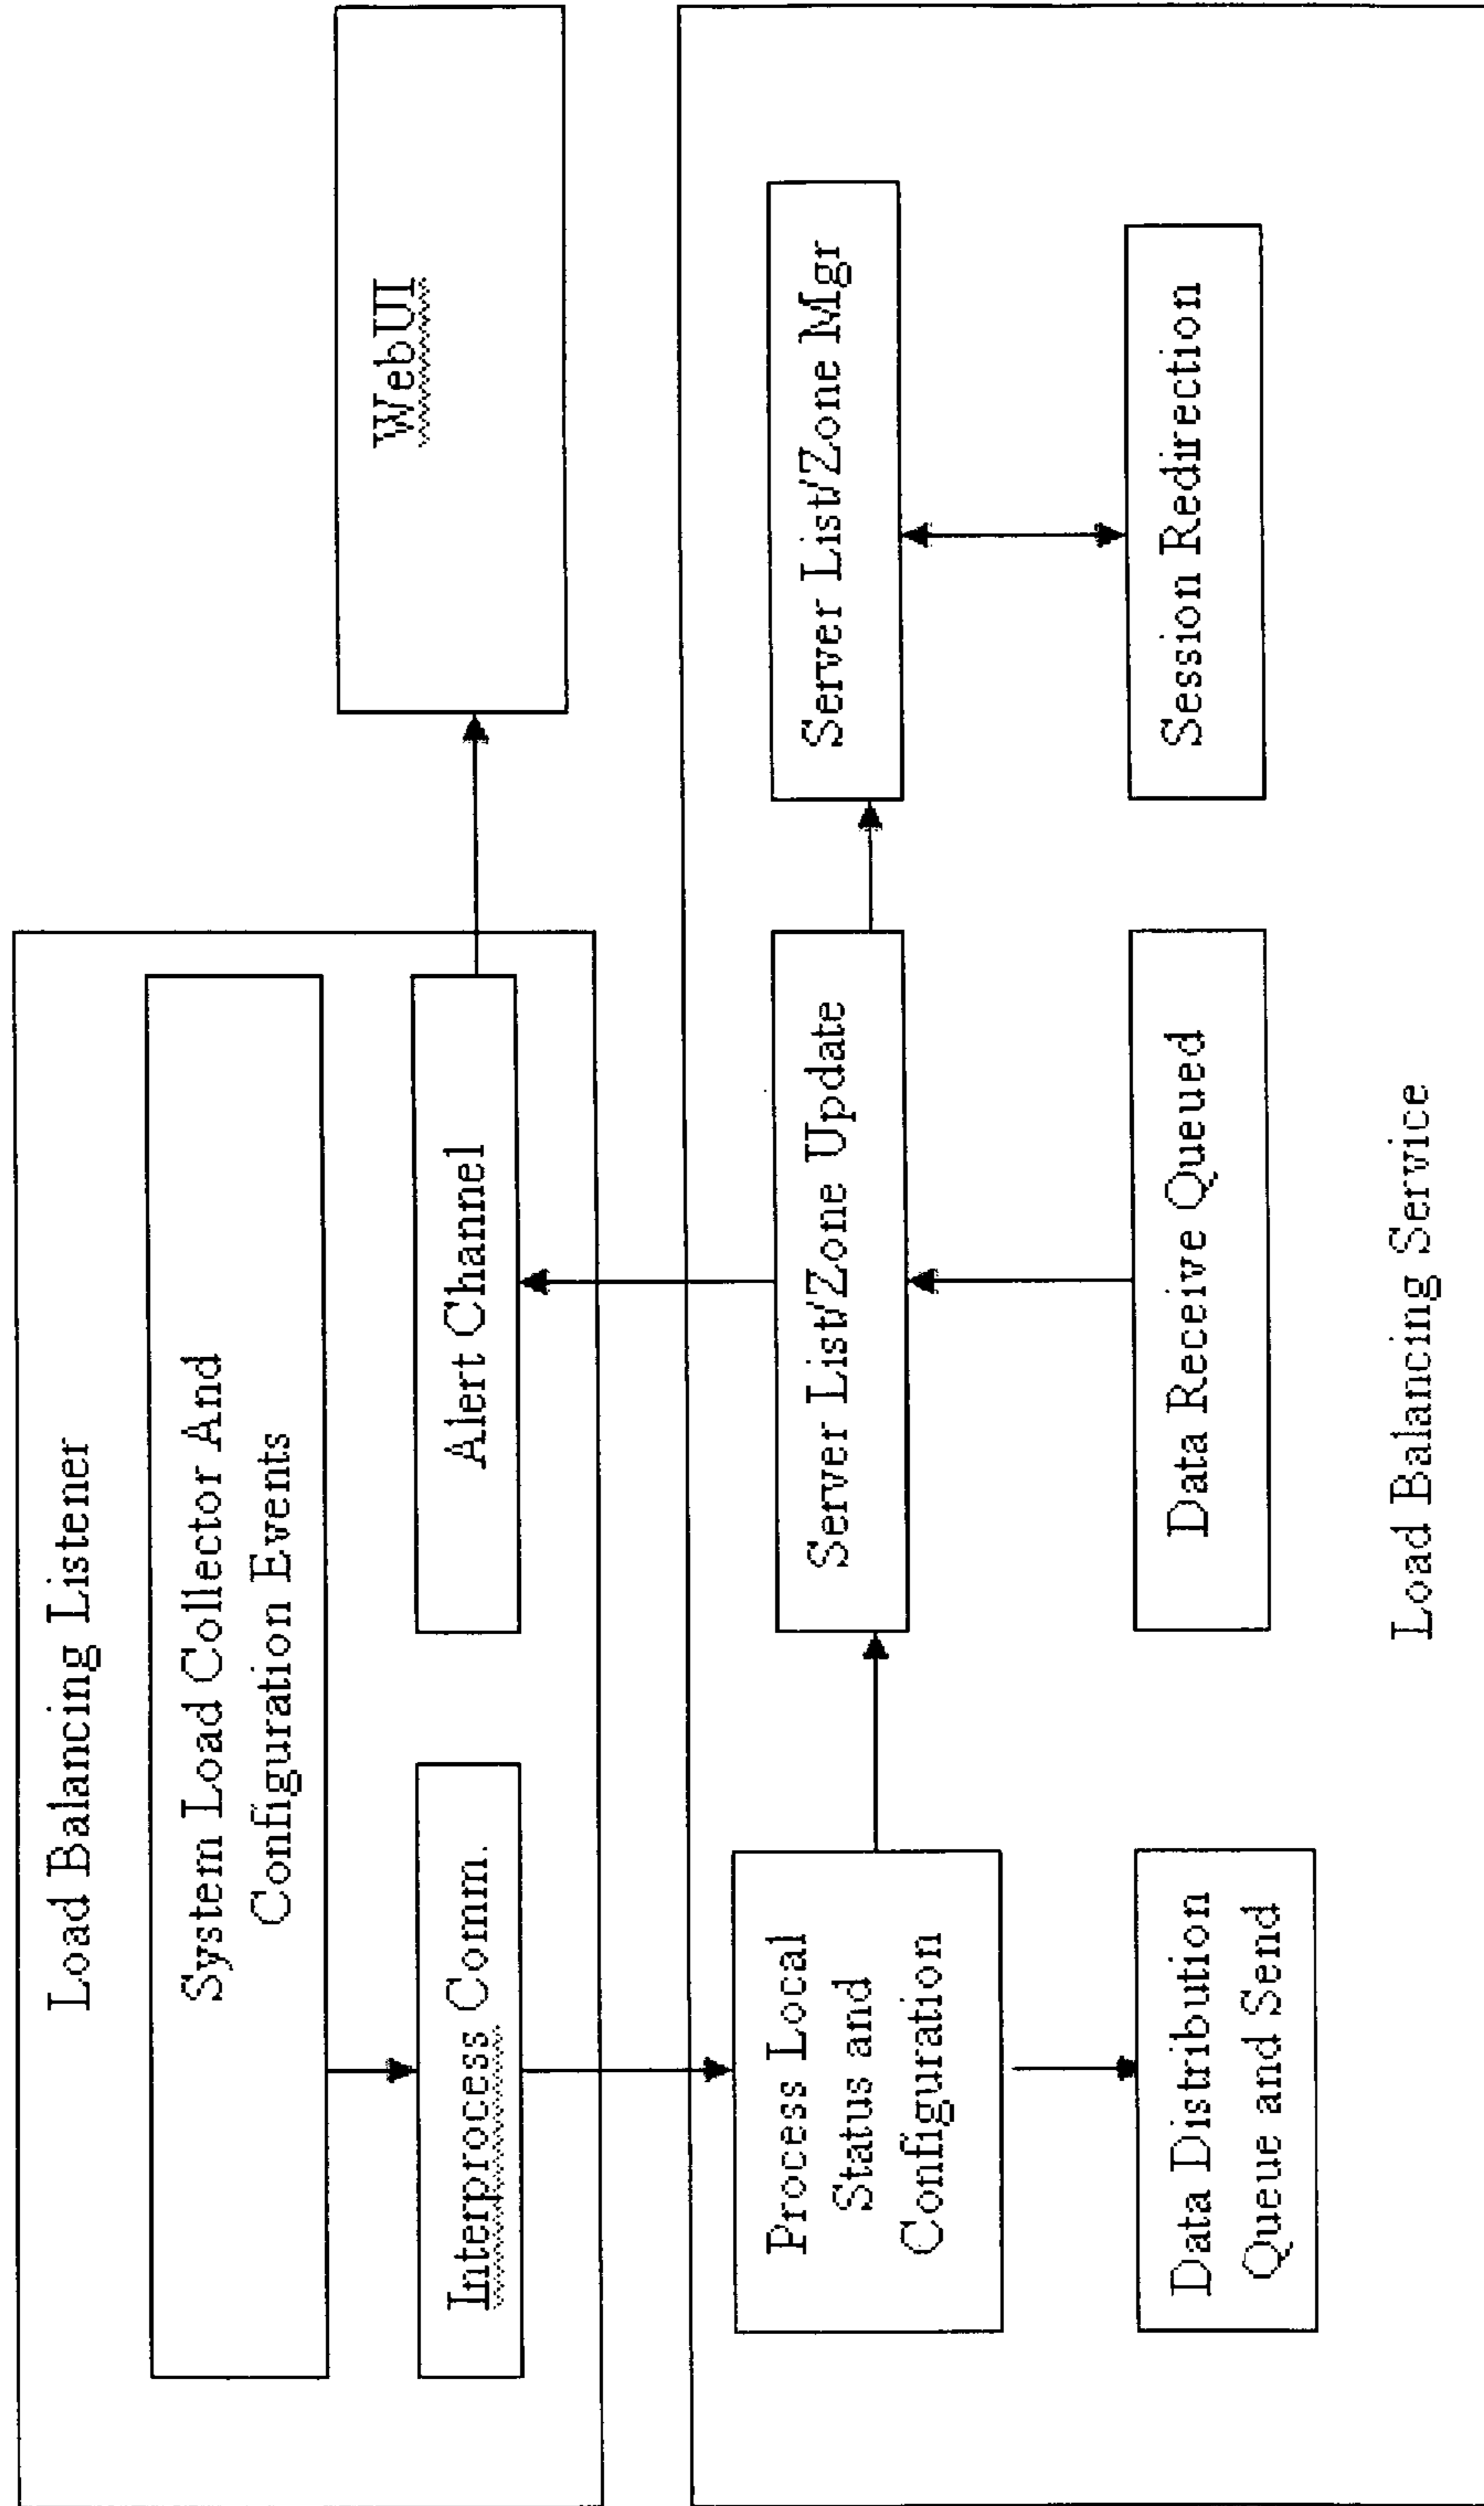 Load Balancing Listener
System Load Collector And
Configuration Events
Interprocess Comm.
Alert Channel
WebUI
Process Local
Status and
Configuration
Server List/Zone Update
Server List/Zone Mgr
Data Distribution
Queue and Send
Data Receive Queued
Session Redirection
Load Balancing Service